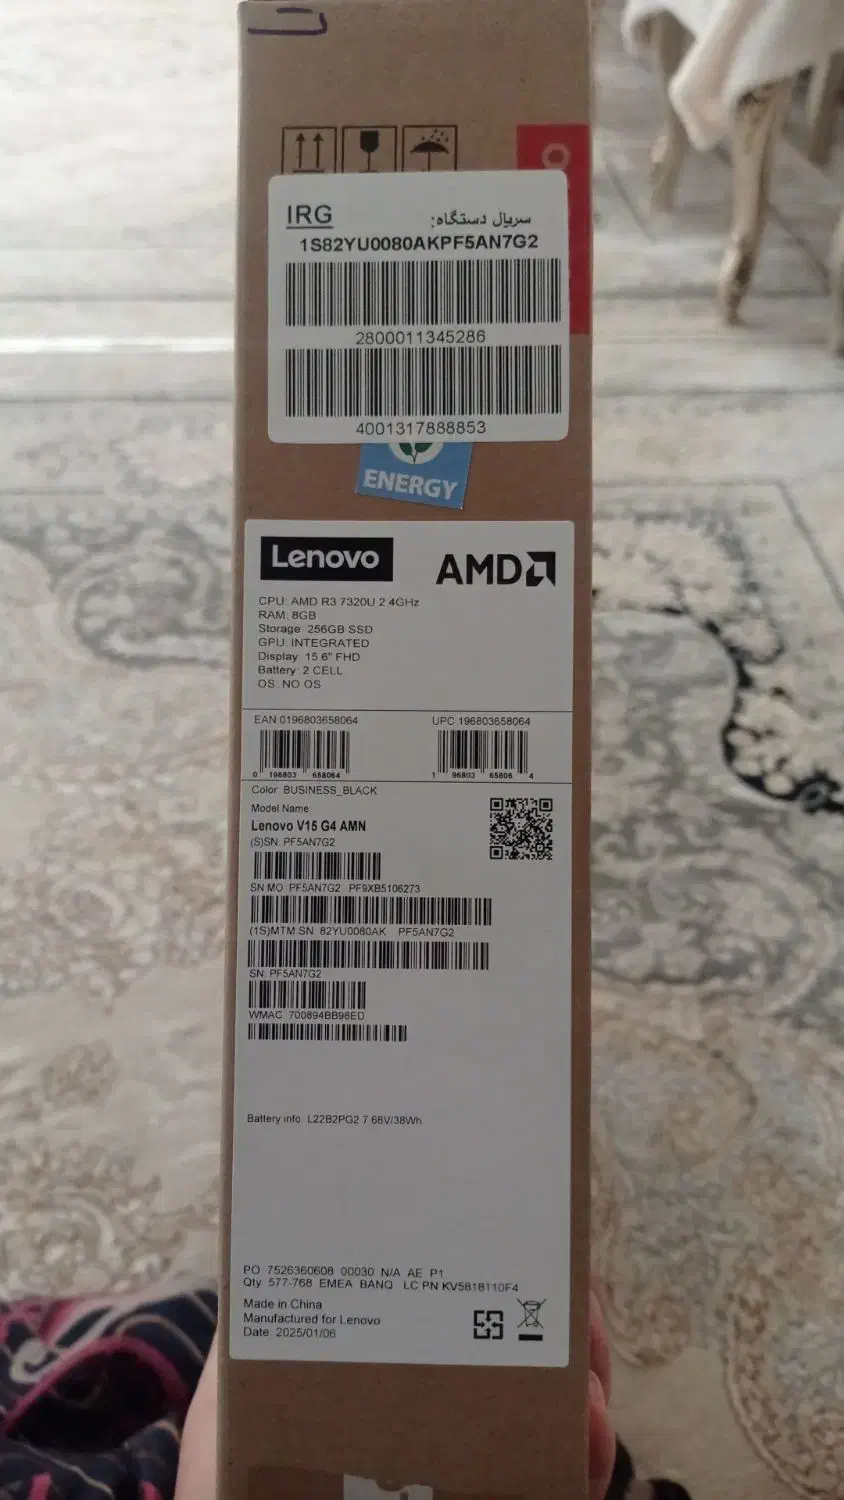 IRG
سریال دستگاه:
1S82YU0080AKPF5AN7G2
2800011345286
4001317888853
ENERGY
Lenovo
AMD
CPU: AMD R3 7320U 2.4GHz
RAM: 8GB
Storage: 256GB SSD
GPU: INTEGRATED
Display: 15.6" FHD
Battery: 2 CELL
OS: NO OS
EAN 0196803658064 UPC 196803658064
0 196803 658064 1 96803 65806 4
Color: BUSINESS_BLACK
Model Name
Lenovo V15 G4 AMN
(S)SN: PF5AN7G2
SN MO: PF5AN7G2 PF9XB5106273
(1S)MTM SN: 82YU0080AK PF5AN7G2
SN: PF5AN7G2
WMAC: 700894BB98ED
Battery info: L22B2PG2 7.68V/38Wh
PO 7526360608 00030 N/A AE P1
Qty 577-768 EMEA BANQ LC PN KV5818110F4
Made in China
Manufactured for Lenovo
Date: 2025/01/06